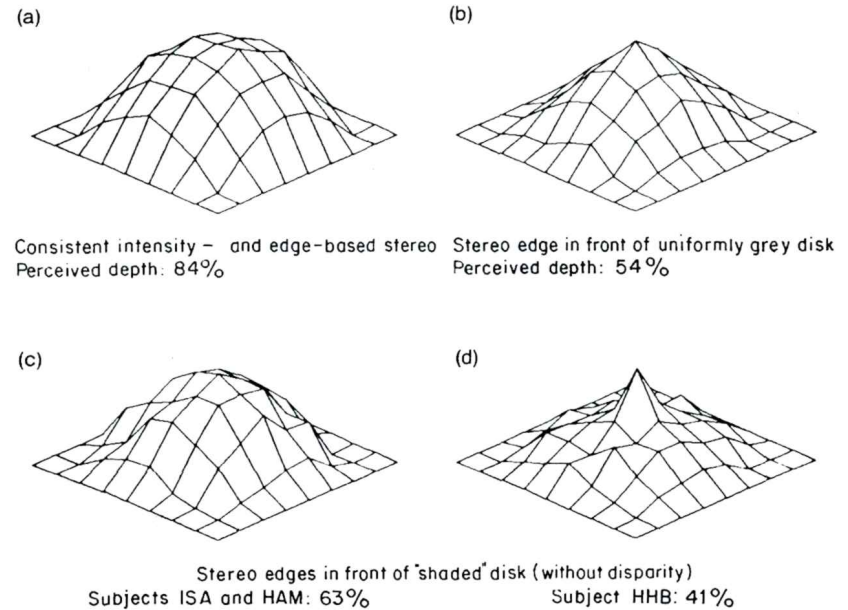 (a)
(b)
Consistent intensity - and edge-based stereo
Perceived depth: 84%
Stereo edge in front of uniformly grey disk
Perceived depth: 54%
(c)
(d)
Stereo edges in front of "shaded" disk (without disparity)
Subjects ISA and HAM: 63%
Subject HHB: 41%